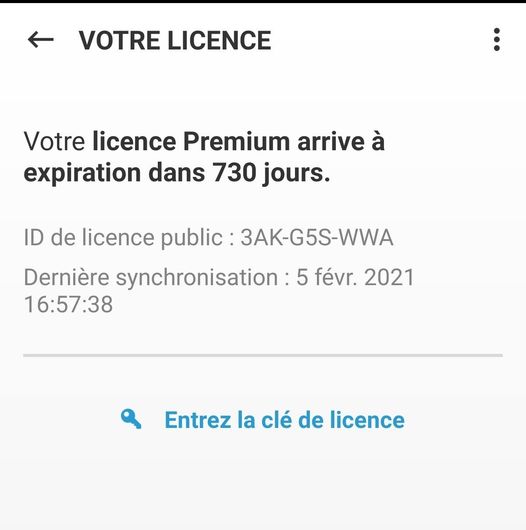 VOTRE LICENCE
Votre licence Premium arrive à
expiration dans 730 jours.
ID de licence public : 3AK-G5S-WWA
Dernière synchronisation : 5 févr. 2021
16:57:38
Entrez la clé de licence